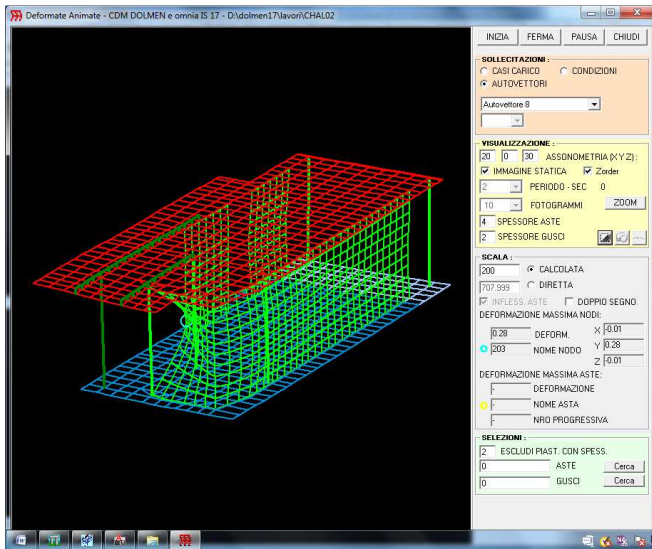 Deformate Animate - CDM DOLMEN e omnia IS 17 - D:\dolmen17\lavori\CHAL02
INIZIA FERMA PAUSA CHIUDI
SOLLECITAZIONI :
CASI CARICO CONDIZIONI
AUTOVETTORI
Autovettore 8
VISUALIZZAZIONE :
20 0 30 ASSONOMETRIA (X Y Z) :
IMMAGINE STATICA Zorder
2 PERIODO - SEC 0
10 FOTOGRAMMI ZOOM
4 SPESSORE ASTE
2 SPESSORE GUSCI
SCALA :
200 CALCOLATA
707.999 DIRETTA
INFLESS. ASTE DOPPIO SEGNO
DEFORMAZIONE MASSIMA NODI:
0.28 DEFORM. X -0.01
203 NOME NODO Y 0.28
Z -0.01
DEFORMAZIONE MASSIMA ASTE:
- DEFORMAZIONE
- NOME ASTA
- NRO PROGRESSIVA
SELEZIONI :
2 ESCLUDI PIAST. CON SPESS.
0 ASTE Cerca
0 GUSCI Cerca